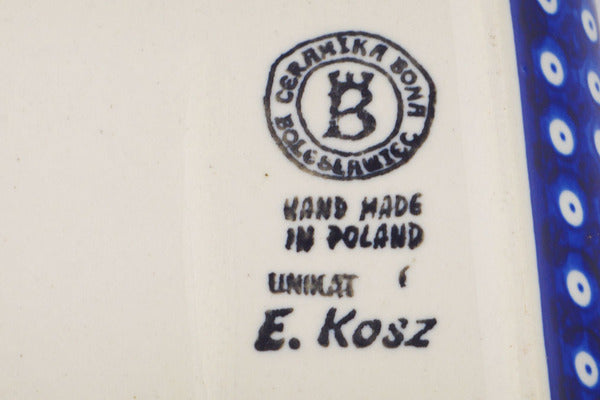 CERAMIKA BONA
BOLESŁAWIEC
B
HAND MADE
IN POLAND
UNIKAT
E. Kosz